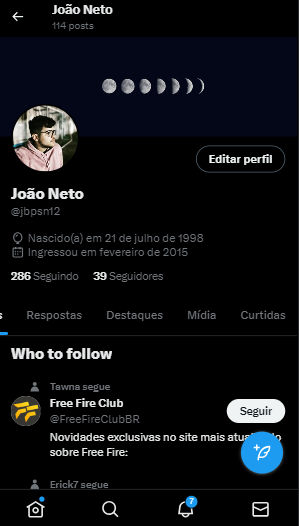 João Neto
114 posts
Editar perfil
João Neto
@jbpsn12
Nascido(a) em 21 de julho de 1998
Ingressou em fevereiro de 2015
286 Seguindo 39 Seguidores
s Respostas Destaques Mídia Curtidas
Who to follow
Tawna segue
Free Fire Club
@FreeFireClubBR
Seguir
Novidades exclusivas no site mais atual do
sobre Free Fire:
Erick7 segue
7